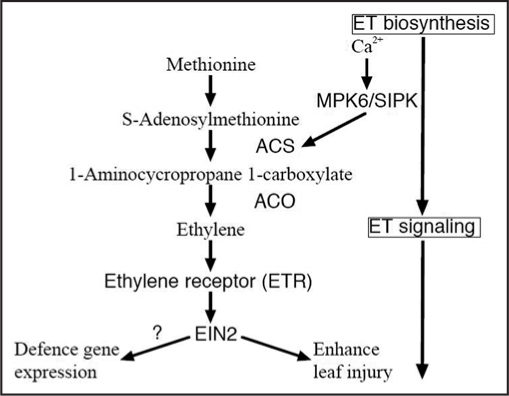 ET biosynthesis
Ca²⁺
Methionine
MPK6/SIPK
S-Adenosylmethionine
ACS
1-Aminocycropropane 1-carboxylate
ACO
Ethylene
ET signaling
Ethylene receptor (ETR)
? EIN2
Defence gene
expression
Enhance
leaf injury